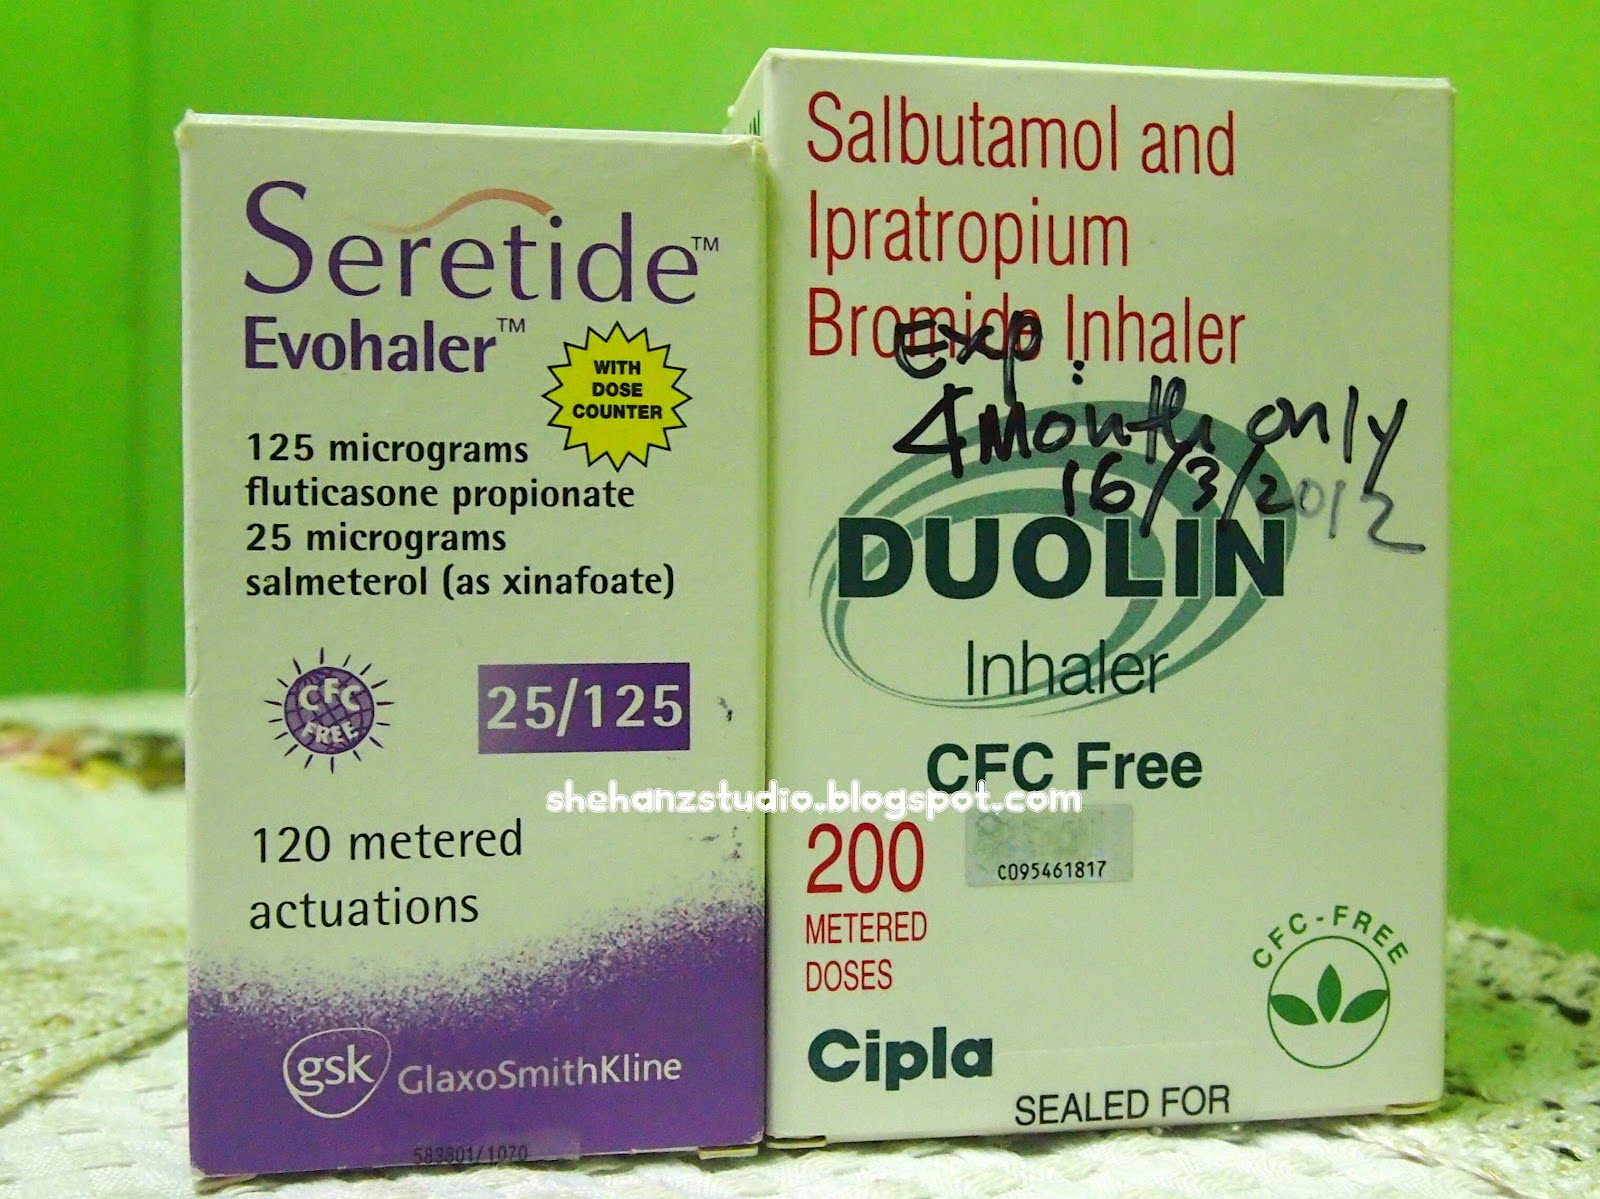 Seretide™
Evohaler™
WITH
DOSE
COUNTER
125 micrograms
fluticasone propionate
25 micrograms
salmeterol (as xinafoate)
CFC
FREE
25/125
120 metered
actuations
gsk GlaxoSmithKline
583801/1070
Salbutamol and
Ipratropium
Bromide Inhaler
Exp :
4 Month only
16/3/2012
DUOLIN
Inhaler
CFC Free
shehanzstudio.blogspot.com
200
METERED
DOSES
C095461817
CFC-FREE
Cipla
SEALED FOR